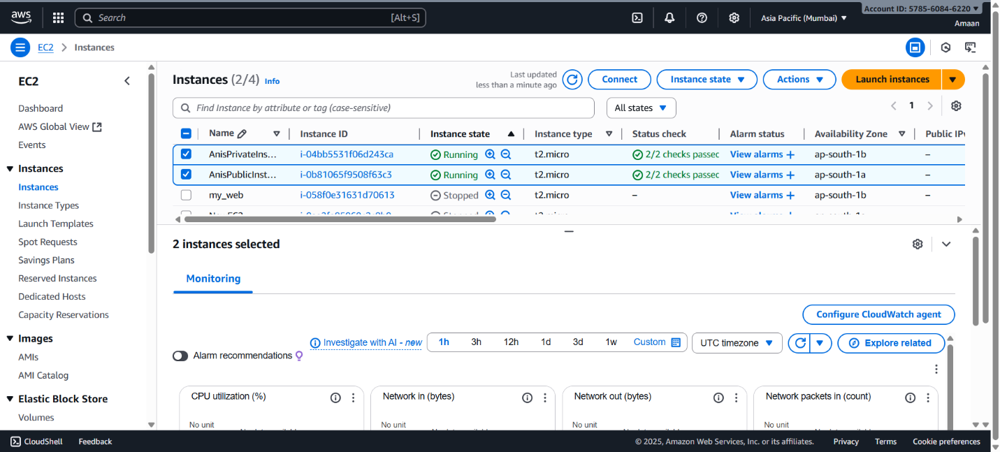 aws
Search [Alt+S]
Asia Pacific (Mumbai)
Account ID: 5785-6084-6220
Amaan
EC2 Instances
EC2
Dashboard
AWS Global View
Events
Instances
Instances
Instance Types
Launch Templates
Spot Requests
Savings Plans
Reserved Instances
Dedicated Hosts
Capacity Reservations
Images
AMIs
AMI Catalog
Elastic Block Store
Volumes
Instances (2/4) Info
Last updated
less than a minute ago
Connect
Instance state
Actions
Launch instances
Find Instance by attribute or tag (case-sensitive)
All states
1
Name Instance ID Instance state Instance type Status check Alarm status Availability Zone Public IPv
AnisPrivateIns... i-04bb5531f06d243ca Running t2.micro 2/2 checks passed View alarms + ap-south-1b –
AnisPublicInst... i-0b81065f9508f63c3 Running t2.micro 2/2 checks passed View alarms + ap-south-1a –
my_web i-058f0e31631d70613 Stopped t2.micro – View alarms + ap-south-1b –
2 instances selected
Monitoring
Configure CloudWatch agent
Investigate with AI - new
1h 3h 12h 1d 3d 1w Custom
UTC timezone
Explore related
Alarm recommendations
CPU utilization (%)
No unit
Network in (bytes)
No unit
Network out (bytes)
No unit
Network packets in (count)
No unit
CloudShell Feedback
© 2025, Amazon Web Services, Inc. or its affiliates. Privacy Terms Cookie preferences